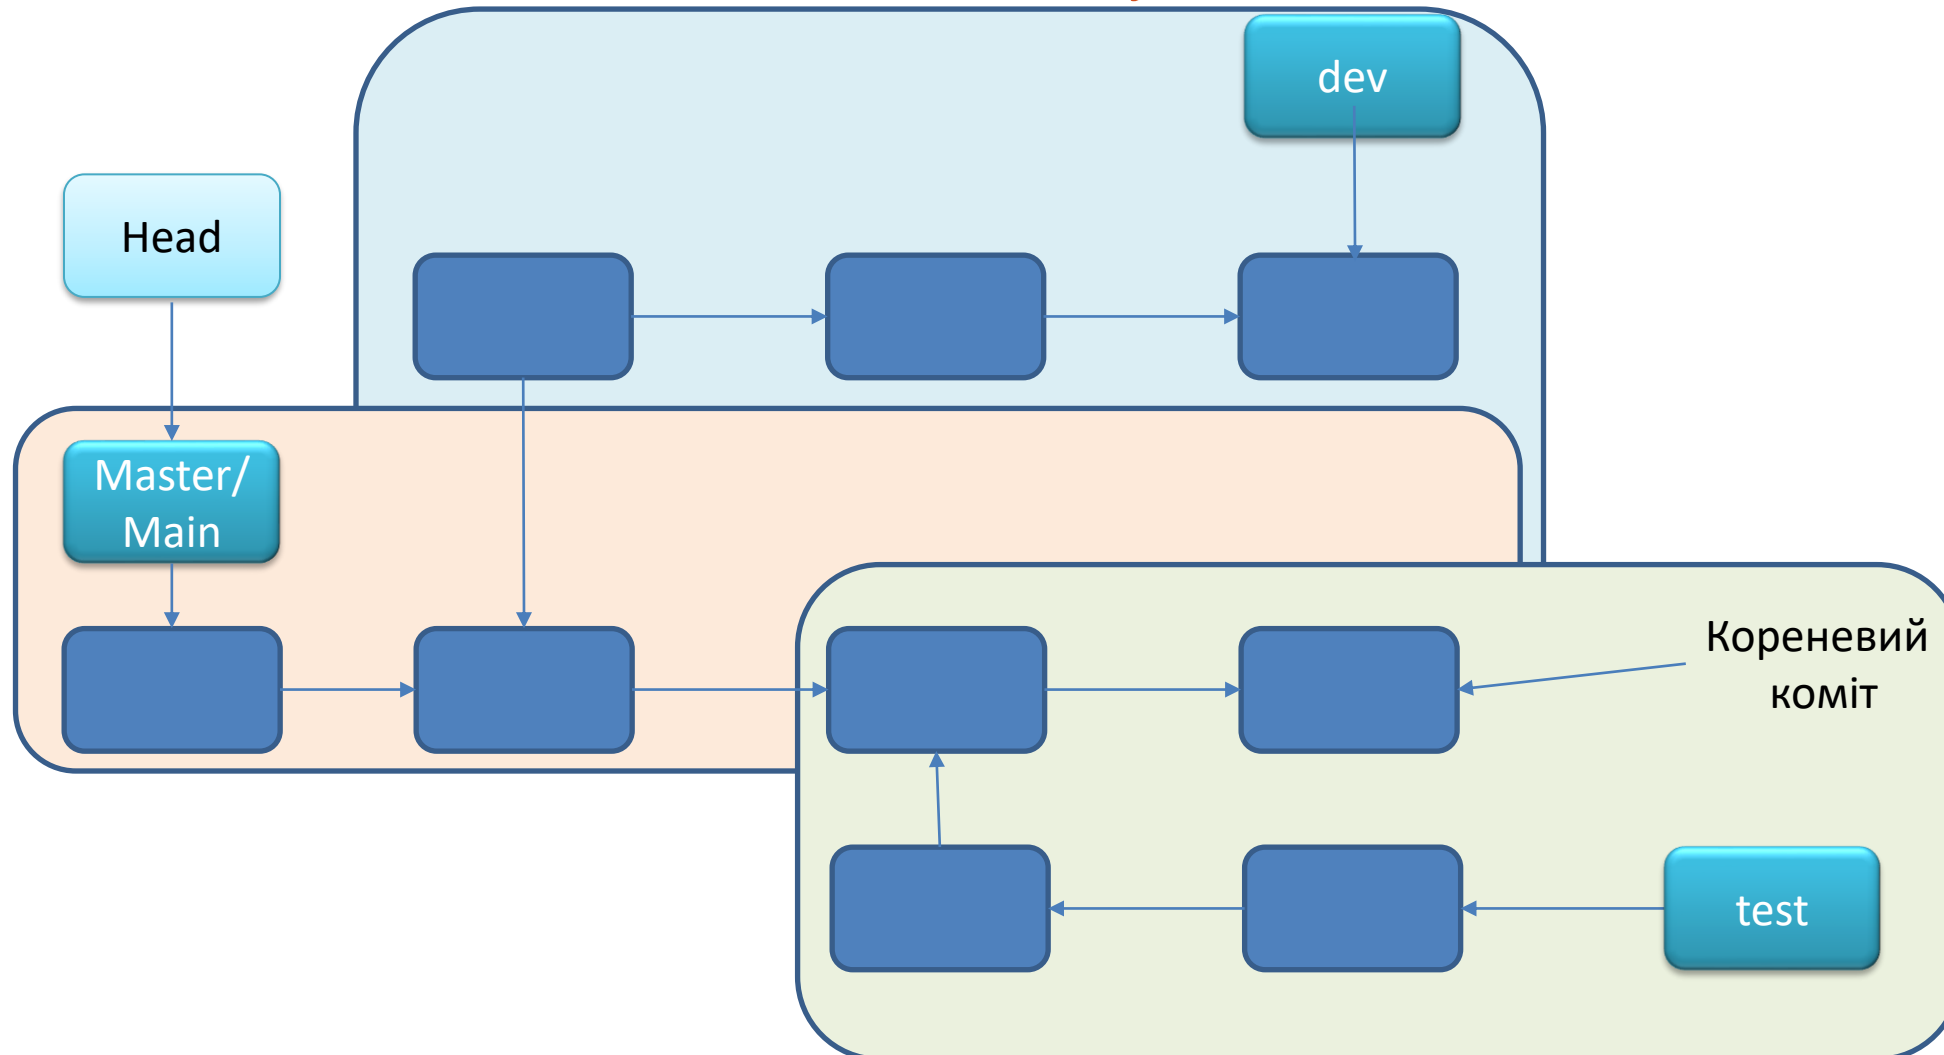 dev
Head
Master/
Main
Кореневий
коміт
test